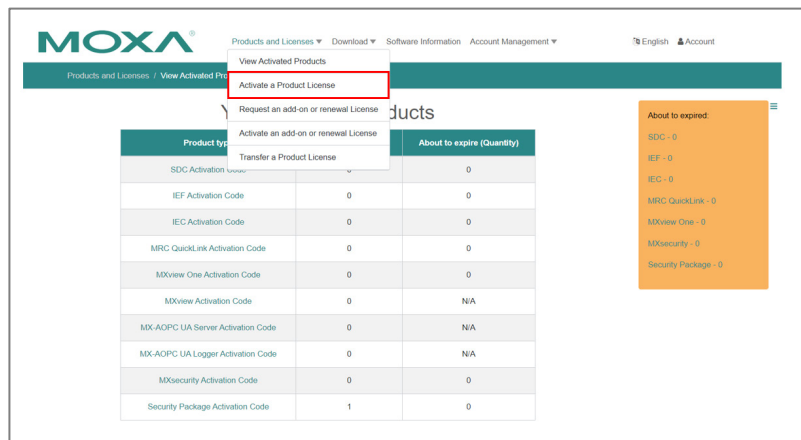 MOXA®
Products and Licenses ▼ Download ▼ Software Information Account Management ▼ English Account
View Activated Products
Activate a Product License
Request an add-on or renewal License
Activate an add-on or renewal License
Transfer a Product License
Products and Licenses / View Activated Pro
Y ducts
Product typ About to expire (Quantity)
SDC Activation Code 0 0
IEF Activation Code 0 0
IEC Activation Code 0 0
MRC QuickLink Activation Code 0 0
MXview One Activation Code 0 0
MXview Activation Code 0 N/A
MX-AOPC UA Server Activation Code 0 N/A
MX-AOPC UA Logger Activation Code 0 N/A
MXsecurity Activation Code 0 0
Security Package Activation Code 1 0
About to expired:
SDC - 0
IEF - 0
IEC - 0
MRC QuickLink - 0
MXview One - 0
MXsecurity - 0
Security Package - 0